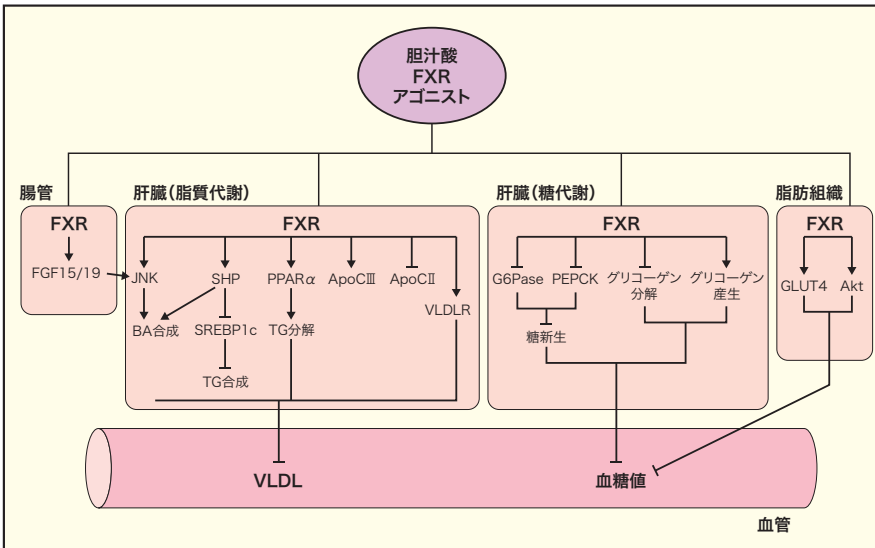 胆汁酸
FXR
アゴニスト
腸管
肝臓(脂質代謝)
肝臓(糖代謝)
脂肪組織
FXR
FXR
FXR
FXR
FGF15/19
JNK
SHP
PPARα
ApoCⅢ
ApoCⅡ
VLDLR
BA合成
SREBP1c
TG分解
TG合成
G6Pase
PEPCK
グリコーゲン
分解
グリコーゲン
産生
糖新生
GLUT4
Akt
VLDL
血糖値
血管